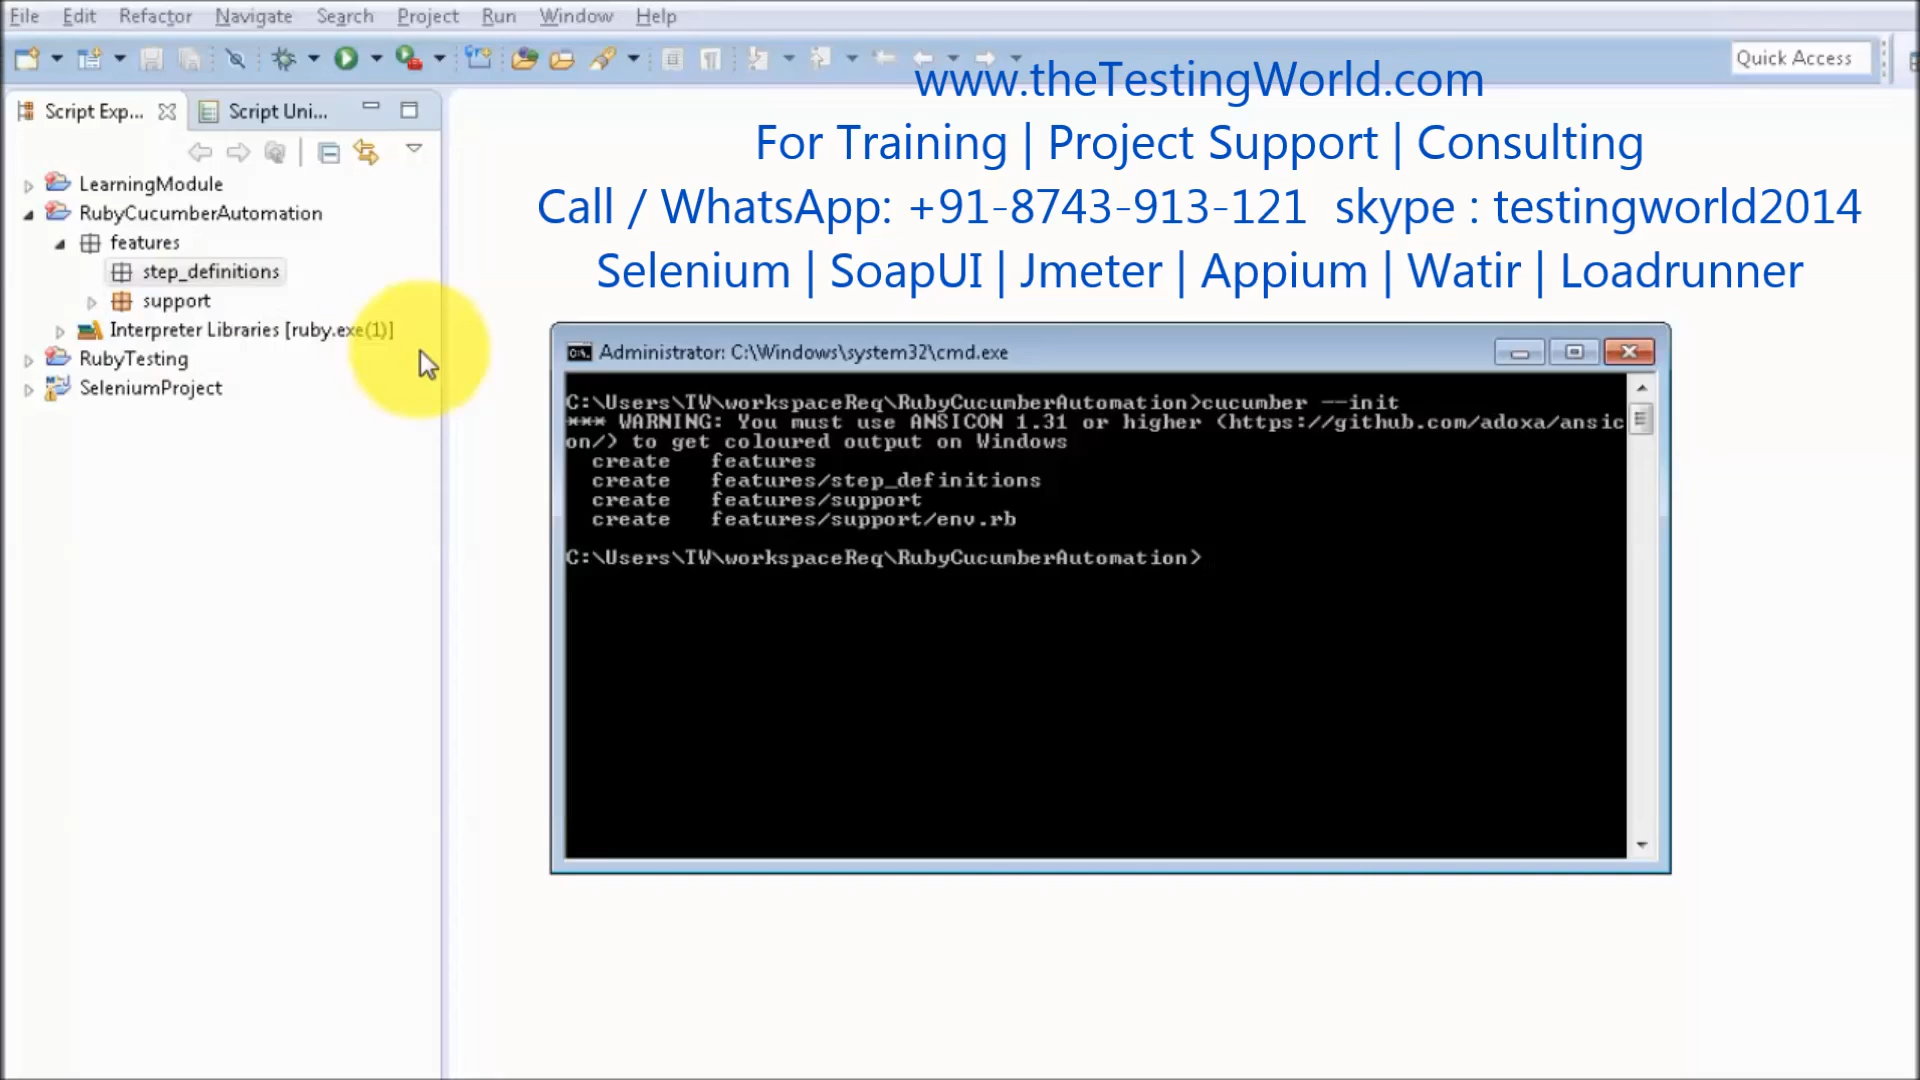 File Edit Refactor Navigate Search Project Run Window Help
Quick Access
www.theTestingWorld.com
For Training | Project Support | Consulting
Call / WhatsApp: +91-8743-913-121 skype : testingworld2014
Selenium | SoapUI | Jmeter | Appium | Watir | Loadrunner
Script Exp... Script Uni...
LearningModule
RubyCucumberAutomation
features
step_definitions
support
Interpreter Libraries [ruby.exe(1)]
RubyTesting
SeleniumProject
Administrator: C:\Windows\system32\cmd.exe
C:\Users\TW\workspaceReq\RubyCucumberAutomation>cucumber --init
*** WARNING: You must use ANSICON 1.31 or higher (https://github.com/adoxa/ansic
on/) to get coloured output on Windows
create features
create features/step_definitions
create features/support
create features/support/env.rb
C:\Users\TW\workspaceReq\RubyCucumberAutomation>